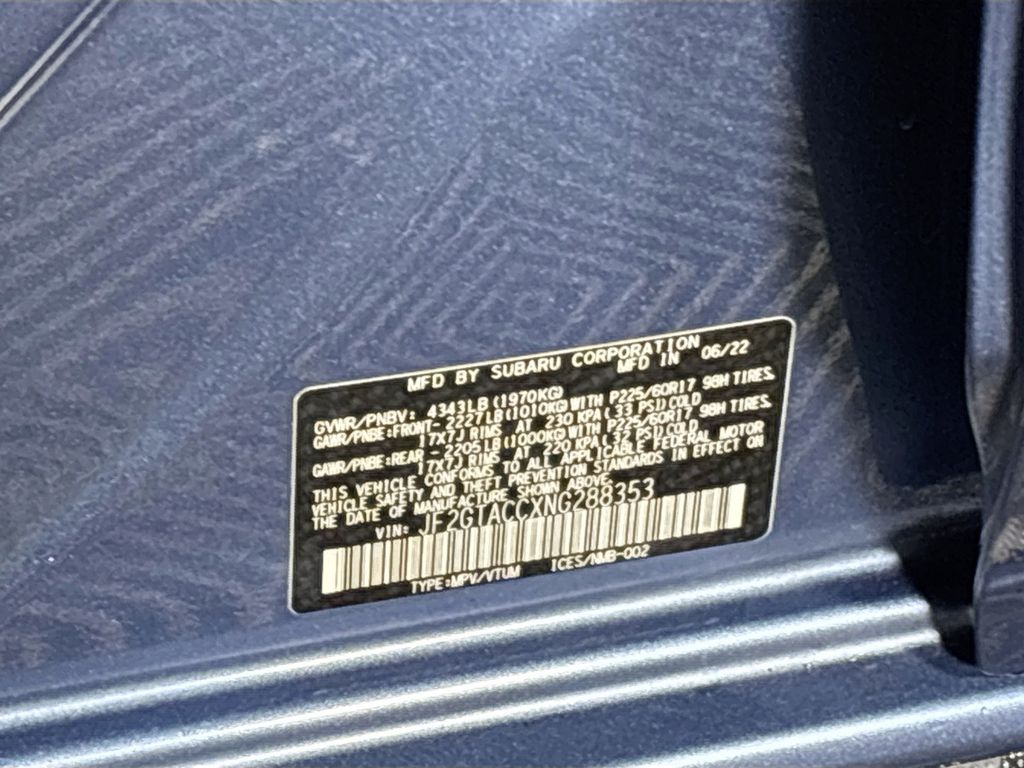 MFD BY SUBARU CORPORATION
MFD IN 06/22
GVWR/PNBV: 4343LB(1970KG)
GAWR/PNBE:FRONT-2227LB(1010KG)WITH P225/60R17 98H TIRES.
17X7J RIMS AT 230 KPA(33 PSI)COLD
GAWR/PNBE:REAR -2205LB(1000KG)WITH P225/60R17 98H TIRES.
17X7J RIMS AT 220 KPA(32 PSI)COLD
THIS VEHICLE CONFORMS TO ALL APPLICABLE FEDERAL MOTOR
VEHICLE SAFETY AND THEFT PREVENTION STANDARDS IN EFFECT ON
THE DATE OF MANUFACTURE SHOWN ABOVE.
VIN: JF2GTACCXNG288353
TYPE:MPV/VTUM ICES/NMB-002